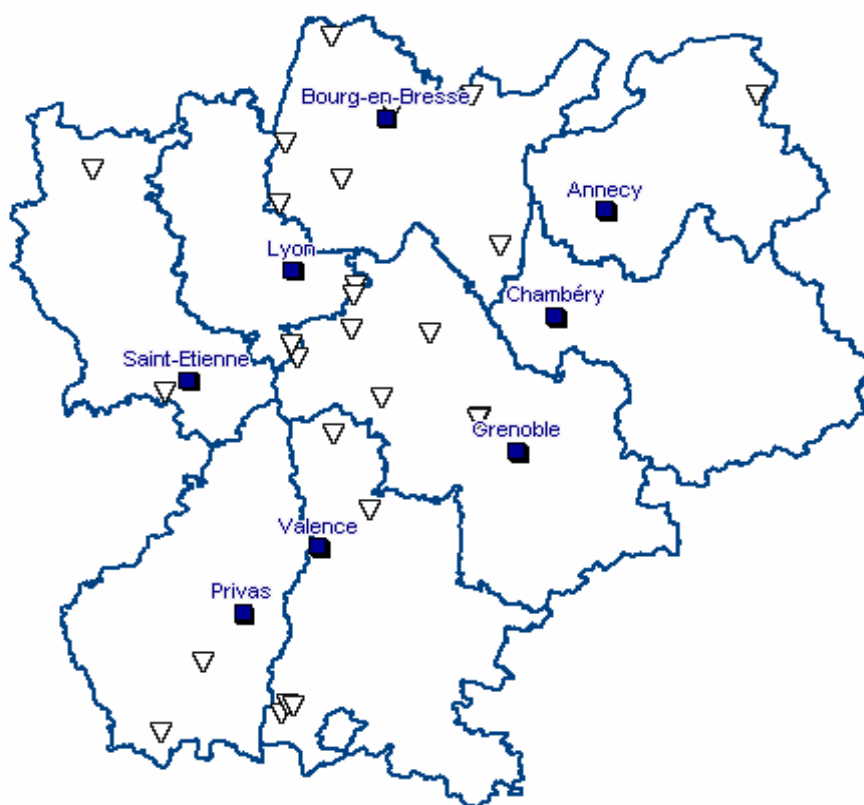 Bourg-en-Bresse
Annecy
Lyon
Chambéry
Saint-Etienne
Grenoble
Valence
Privas